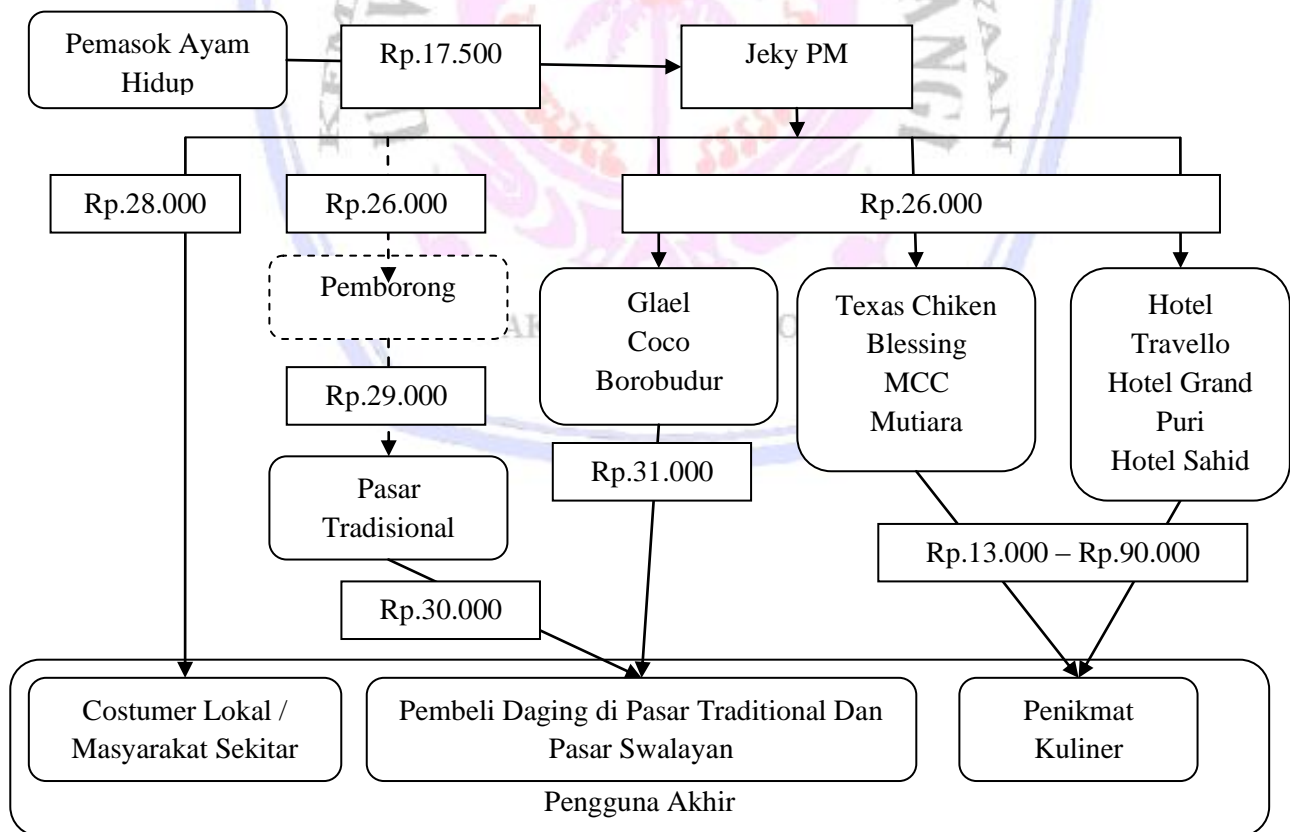 Pemasok Ayam
Hidup
Rp.17.500
Jeky PM
Rp.28.000
Rp.26.000
Rp.26.000
Pemborong
Glael
Coco
Borobudur
Texas Chiken
Blessing
MCC
Mutiara
Hotel
Travello
Hotel Grand
Puri
Hotel Sahid
Rp.29.000
Rp.31.000
Pasar
Tradisional
Rp.13.000 – Rp.90.000
Rp.30.000
Costumer Lokal /
Masyarakat Sekitar
Pembeli Daging di Pasar Traditional Dan
Pasar Swalayan
Penikmat
Kuliner
Pengguna Akhir